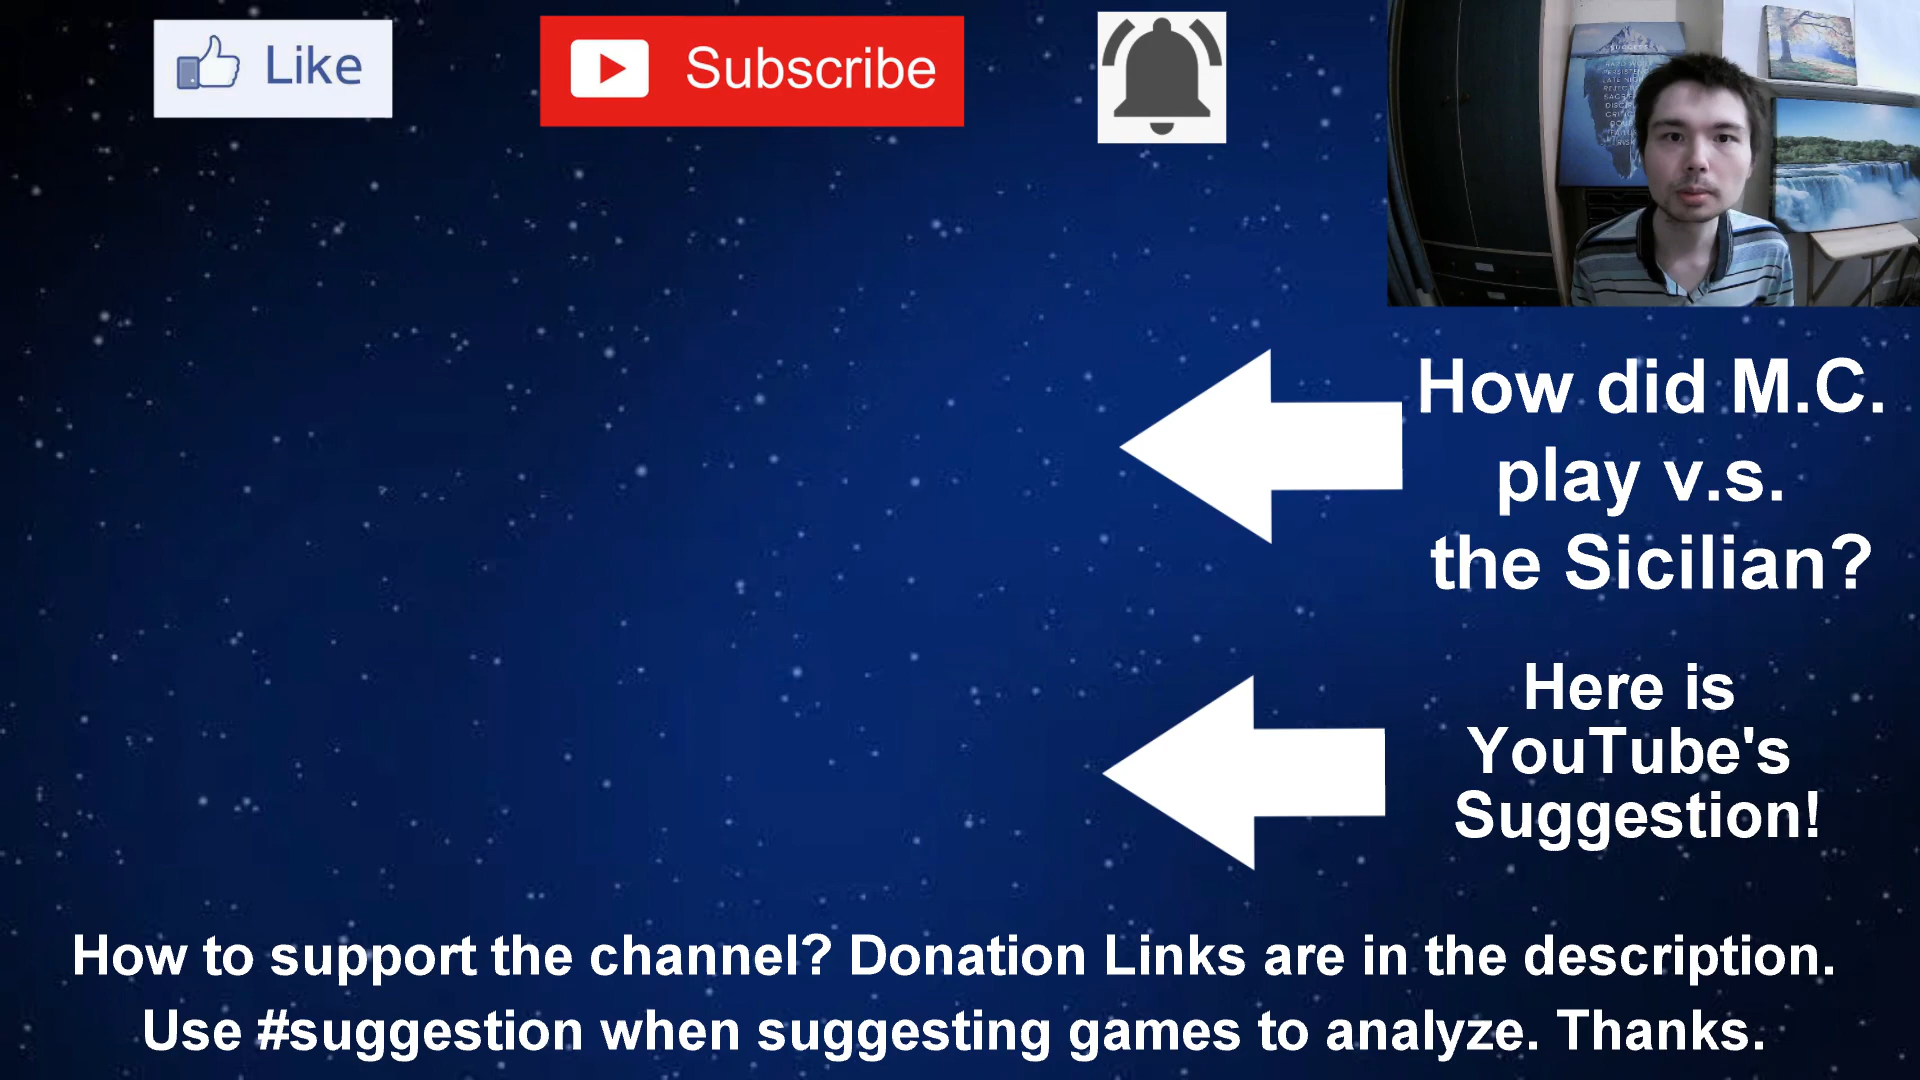 Like
Subscribe
SUCCESS
How did M.C.
play v.s.
the Sicilian?
Here is
YouTube's
Suggestion!
How to support the channel? Donation Links are in the description.
Use #suggestion when suggesting games to analyze. Thanks.